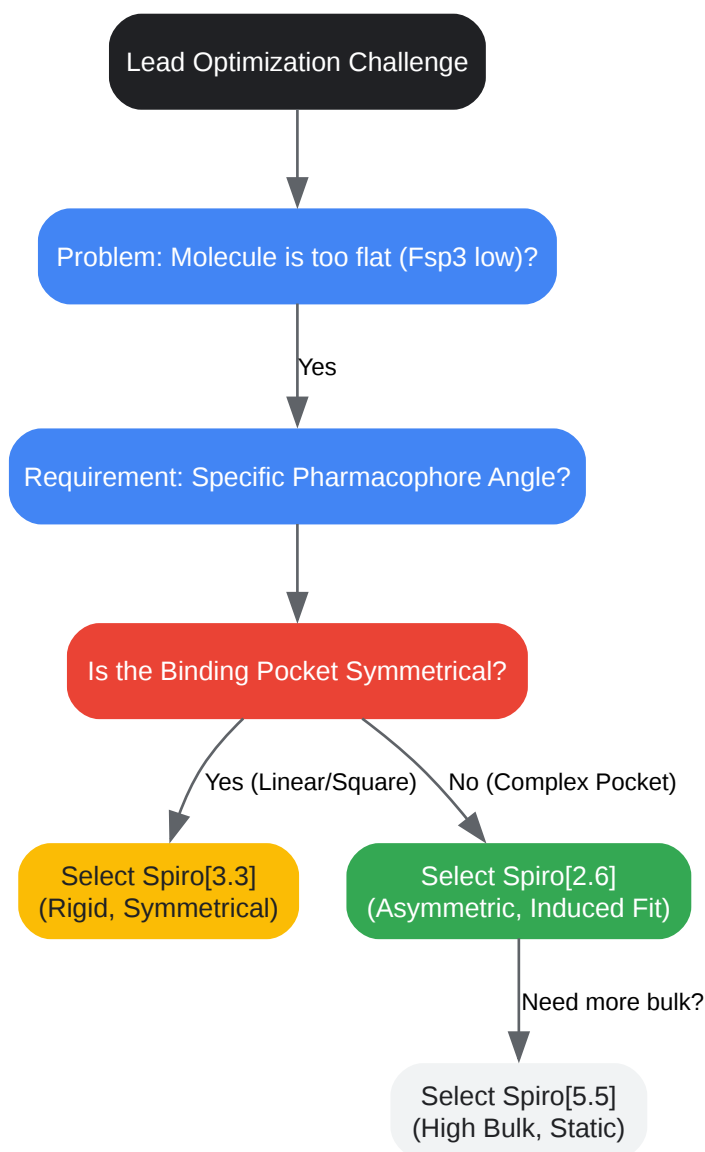 Lead Optimization Challenge
Problem: Molecule is too flat (Fsp3 low)?
Yes
Requirement: Specific Pharmacophore Angle?
Is the Binding Pocket Symmetrical?
Yes (Linear/Square)
No (Complex Pocket)
Select Spiro[3.3]
(Rigid, Symmetrical)
Select Spiro[2.6]
(Asymmetric, Induced Fit)
Need more bulk?
Select Spiro[5.5]
(High Bulk, Static)